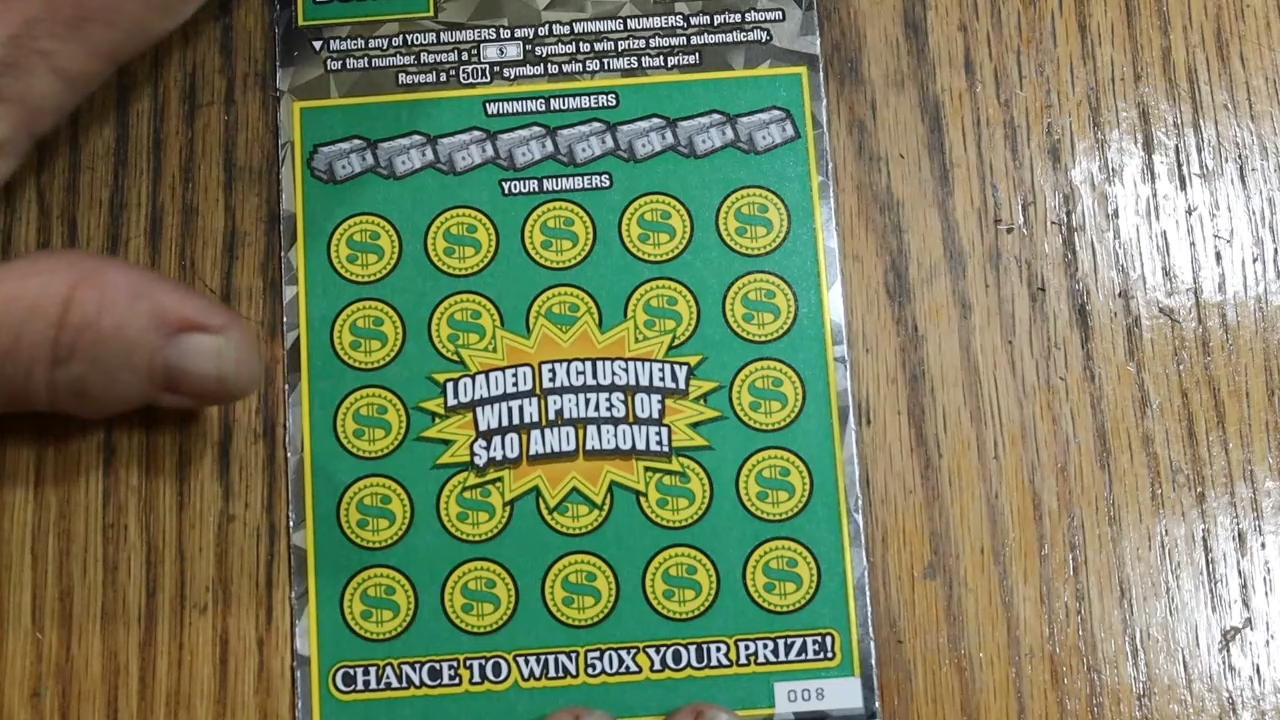 Match any of YOUR NUMBERS to any of the WINNING NUMBERS, win prize shown
for that number. Reveal a " " symbol to win prize shown automatically.
Reveal a "50X" symbol to win 50 TIMES that prize!
WINNING NUMBERS
YOUR NUMBERS
LOADED EXCLUSIVELY
WITH PRIZES OF
$40 AND ABOVE!
CHANCE TO WIN 50X YOUR PRIZE!
008